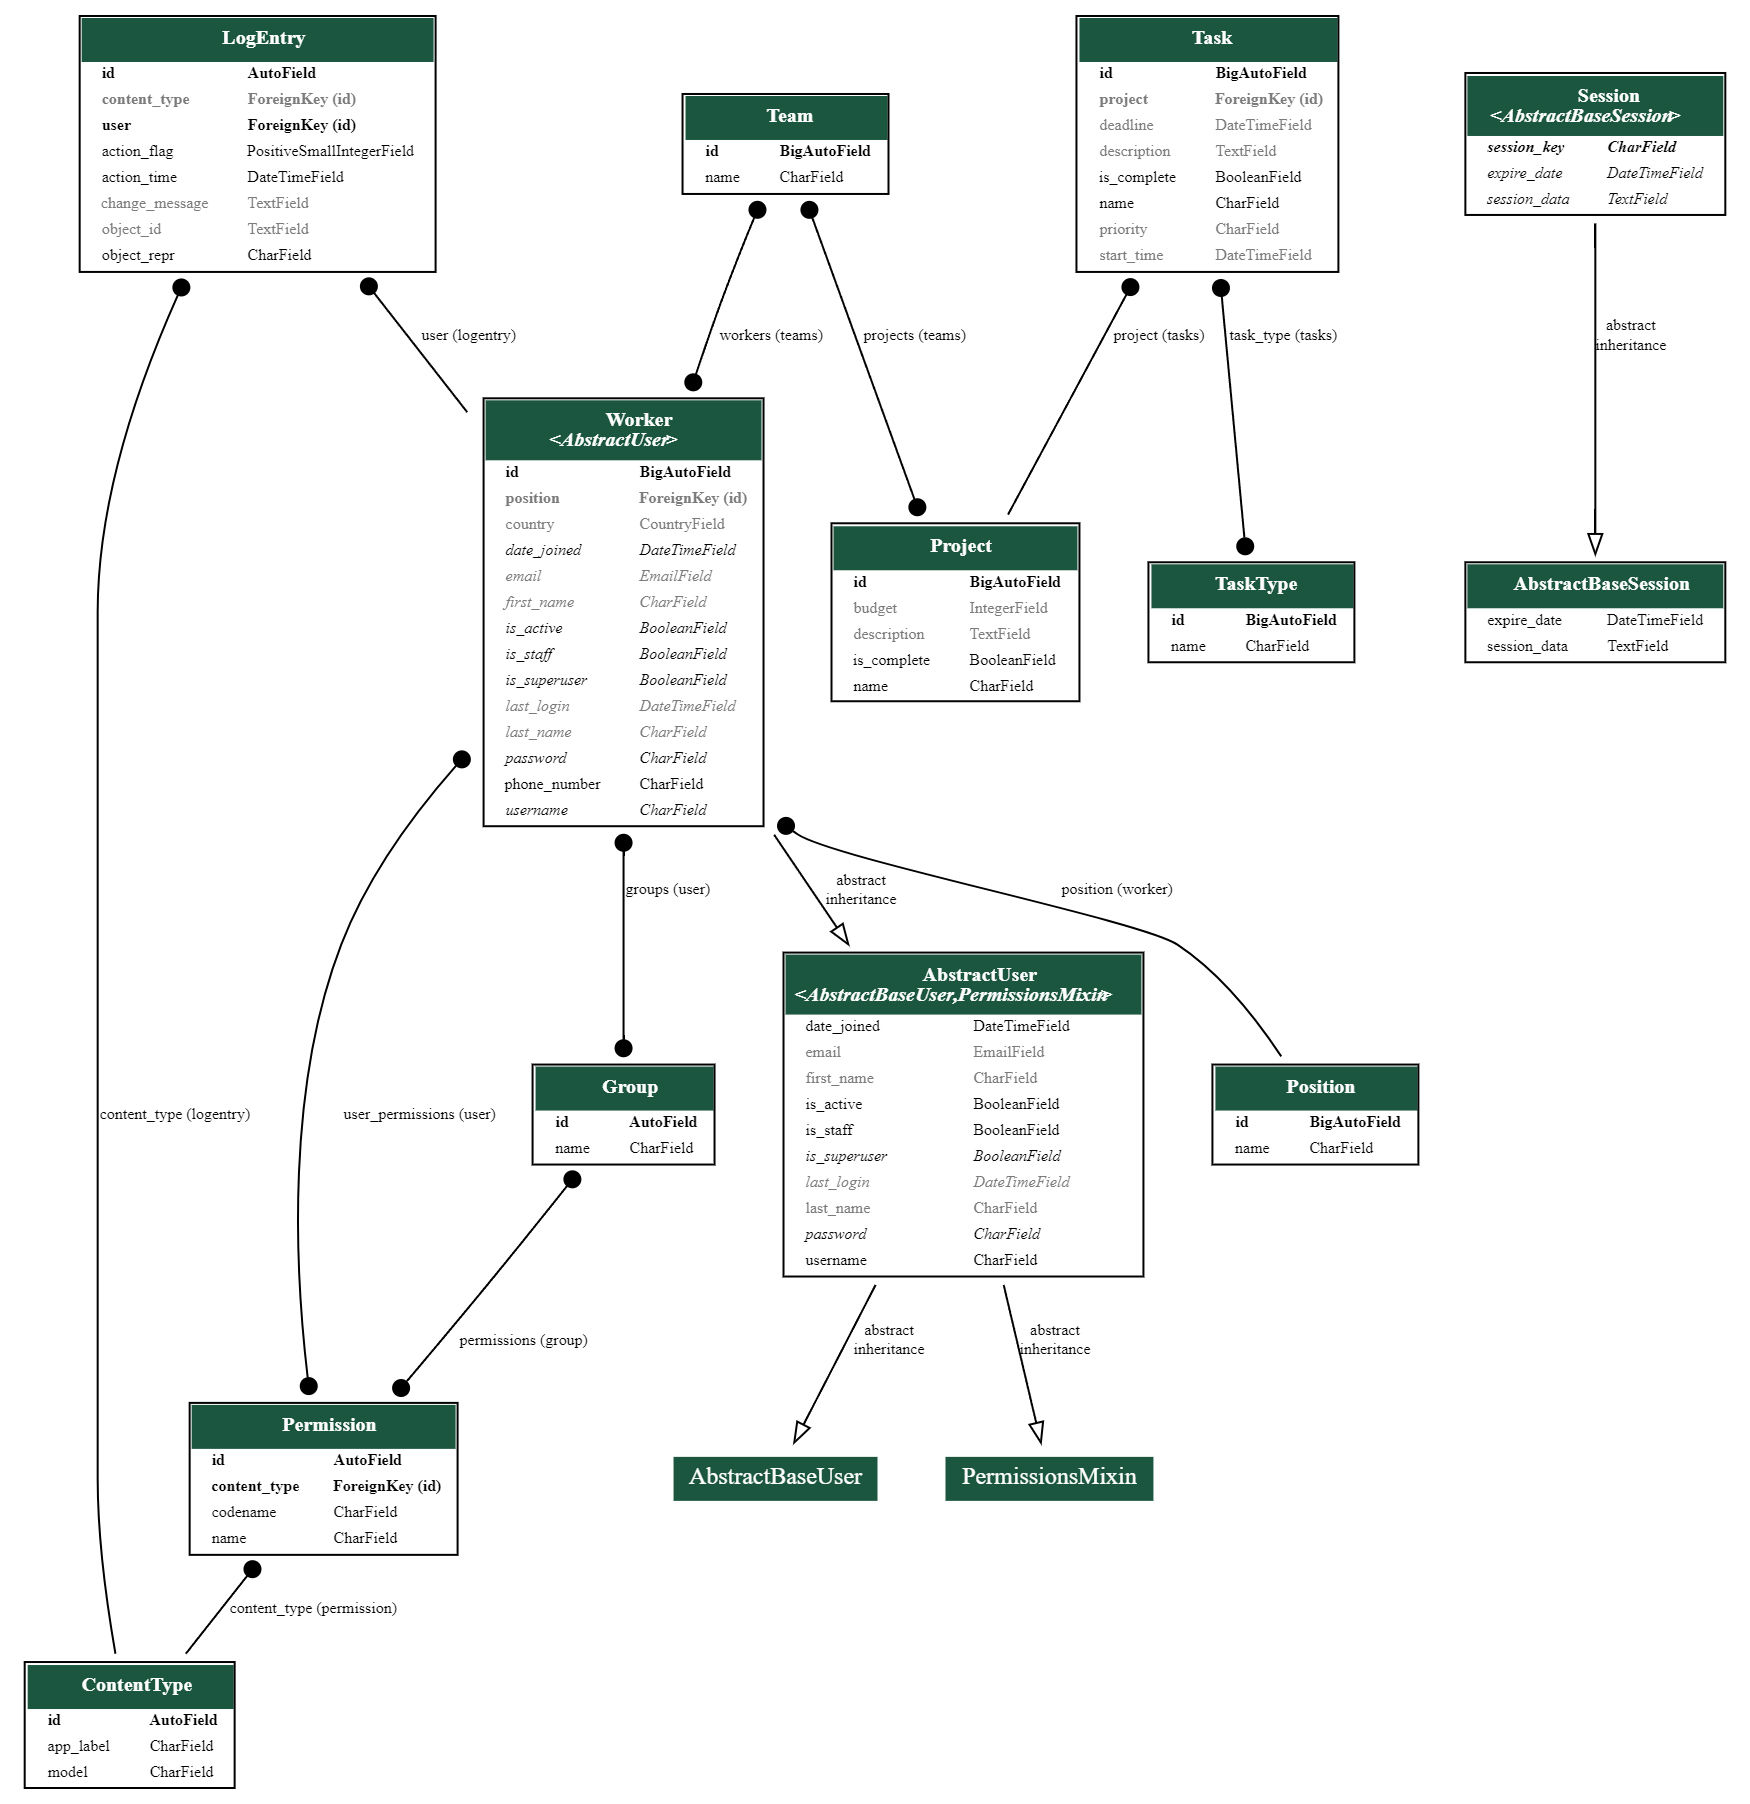 LogEntry
id AutoField
content_type ForeignKey (id)
user ForeignKey (id)
action_flag PositiveSmallIntegerField
action_time DateTimeField
change_message TextField
object_id TextField
object_repr CharField
Team
id BigAutoField
name CharField
Task
id BigAutoField
project ForeignKey (id)
deadline DateTimeField
description TextField
is_complete BooleanField
name CharField
priority CharField
start_time DateTimeField
Session
<AbstractBaseSession>
session_key CharField
expire_date DateTimeField
session_data TextField
user (logentry)
workers (teams)
projects (teams)
project (tasks)
task_type (tasks)
abstract
inheritance
Worker
<AbstractUser>
id BigAutoField
position ForeignKey (id)
country CountryField
date_joined DateTimeField
email EmailField
first_name CharField
is_active BooleanField
is_staff BooleanField
is_superuser BooleanField
last_login DateTimeField
last_name CharField
password CharField
phone_number CharField
username CharField
Project
id BigAutoField
budget IntegerField
description TextField
is_complete BooleanField
name CharField
TaskType
id BigAutoField
name CharField
AbstractBaseSession
expire_date DateTimeField
session_data TextField
groups (user)
abstract
inheritance
position (worker)
content_type (logentry)
user_permissions (user)
Group
id AutoField
name CharField
AbstractUser
<AbstractBaseUser,PermissionsMixin>
date_joined DateTimeField
email EmailField
first_name CharField
is_active BooleanField
is_staff BooleanField
is_superuser BooleanField
last_login DateTimeField
last_name CharField
password CharField
username CharField
Position
id BigAutoField
name CharField
permissions (group)
abstract
inheritance
abstract
inheritance
Permission
id AutoField
content_type ForeignKey (id)
codename CharField
name CharField
AbstractBaseUser
PermissionsMixin
content_type (permission)
ContentType
id AutoField
app_label CharField
model CharField